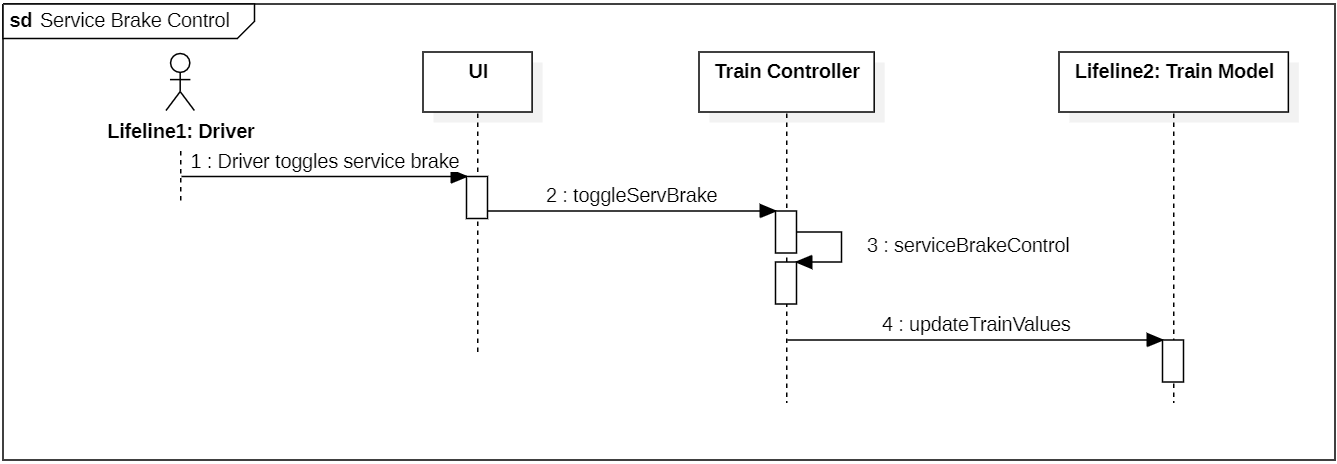 sd Service Brake Control
UI
Train Controller
Lifeline2: Train Model
Lifeline1: Driver
1 : Driver toggles service brake
2 : toggleServBrake
3 : serviceBrakeControl
4 : updateTrainValues